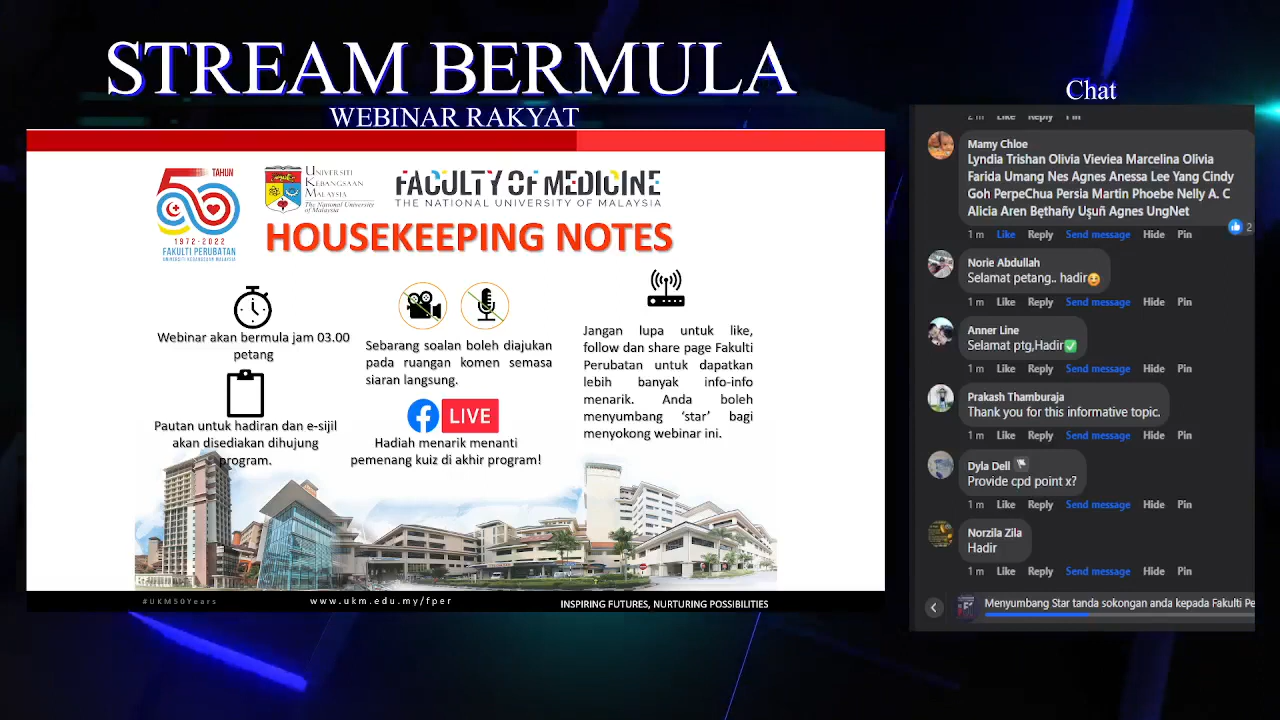 STREAM BERMULA
WEBINAR RAKYAT
50 TAHUN
1972-2022
FAKULTI PERUBATAN
UNIVERSITI KEBANGSAAN MALAYSIA
UNIVERSITI
KEBANGSAAN
MALAYSIA
The National University
of Malaysia
FACULTY OF MEDICINE
THE NATIONAL UNIVERSITY OF MALAYSIA
HOUSEKEEPING NOTES
Webinar akan bermula jam 03.00
petang
Pautan untuk hadiran dan e-sijil
akan disediakan dihujung
program.
Sebarang soalan boleh diajukan
pada ruangan komen semasa
siaran langsung.
LIVE
Hadiah menarik menanti
pemenang kuiz di akhir program!
Jangan lupa untuk like,
follow dan share page Fakulti
Perubatan untuk dapatkan
lebih banyak info-info
menarik. Anda boleh
menyumbang ‘star’ bagi
menyokong webinar ini.
#UKM50Years
www.ukm.edu.my/fper
INSPIRING FUTURES, NURTURING POSSIBILITIES
Chat
2 m Like Reply Pin
Mamy Chloe
Lyndia Trishan Olivia Vieviea Marcelina Olivia
Farida Umang Nes Agnes Anessa Lee Yang Cindy
Goh PerpeChua Persia Martin Phoebe Nelly A. C
Alicia Aren Bęthañy Uşuñ Agnes UngNet
1 m Like Reply Send message Hide Pin 2
Norie Abdullah
Selamat petang.. hadir😊
1 m Like Reply Send message Hide Pin
Anner Line
Selamat ptg,Hadir✅
1 m Like Reply Send message Hide Pin
Prakash Thamburaja
Thank you for this informative topic.
1 m Like Reply Send message Hide Pin
Dyla Dell
Provide cpd point x?
1 m Like Reply Send message Hide Pin
Norzila Zila
Hadir
1 m Like Reply Send message Hide Pin
Menyumbang Star tanda sokongan anda kepada Fakulti Pe